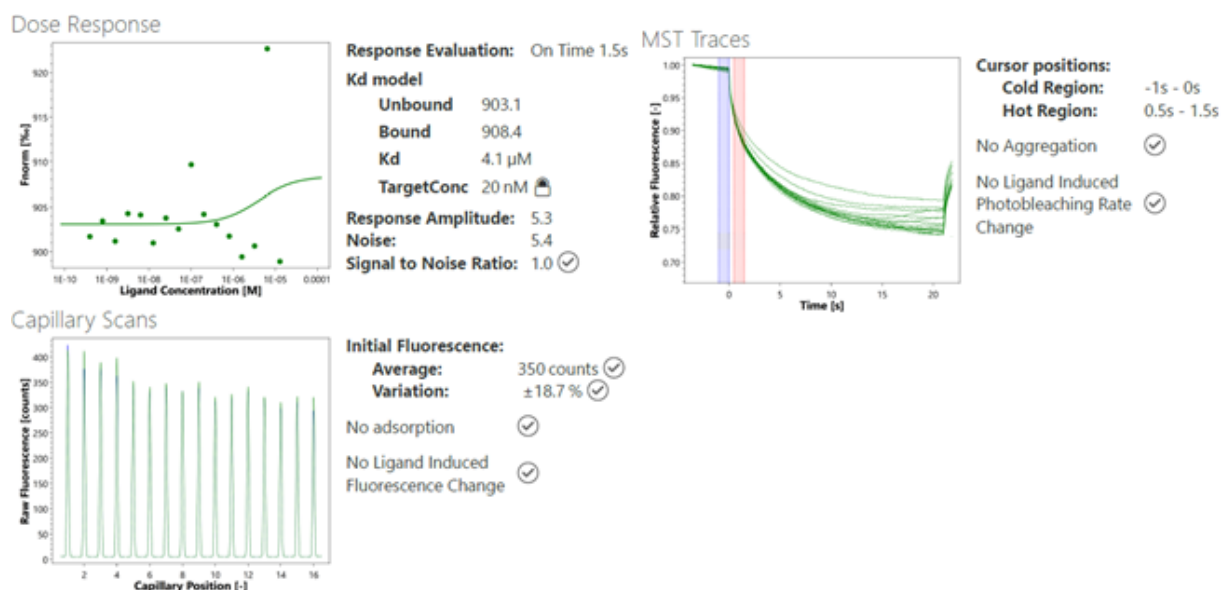 Dose Response
920
915
910
905
900
Fnorm [‰]
1E-10 1E-09 1E-08 1E-07 1E-06 1E-05 0.0001
Ligand Concentration [M]
Response Evaluation: On Time 1.5s
Kd model
Unbound 903.1
Bound 908.4
Kd 4.1 µM
TargetConc 20 nM
Response Amplitude: 5.3
Noise: 5.4
Signal to Noise Ratio: 1.0
MST Traces
1.00
0.95
0.90
0.85
0.80
0.75
0.70
Relative Fluorescence [-]
0 5 10 15 20
Time [s]
Cursor positions:
Cold Region: -1s - 0s
Hot Region: 0.5s - 1.5s
No Aggregation
No Ligand Induced
Photobleaching Rate
Change
Capillary Scans
400
350
300
250
200
150
100
50
0
Raw Fluorescence [counts]
2 4 6 8 10 12 14 16
Capillary Position [-]
Initial Fluorescence:
Average: 350 counts
Variation: ±18.7 %
No adsorption
No Ligand Induced
Fluorescence Change